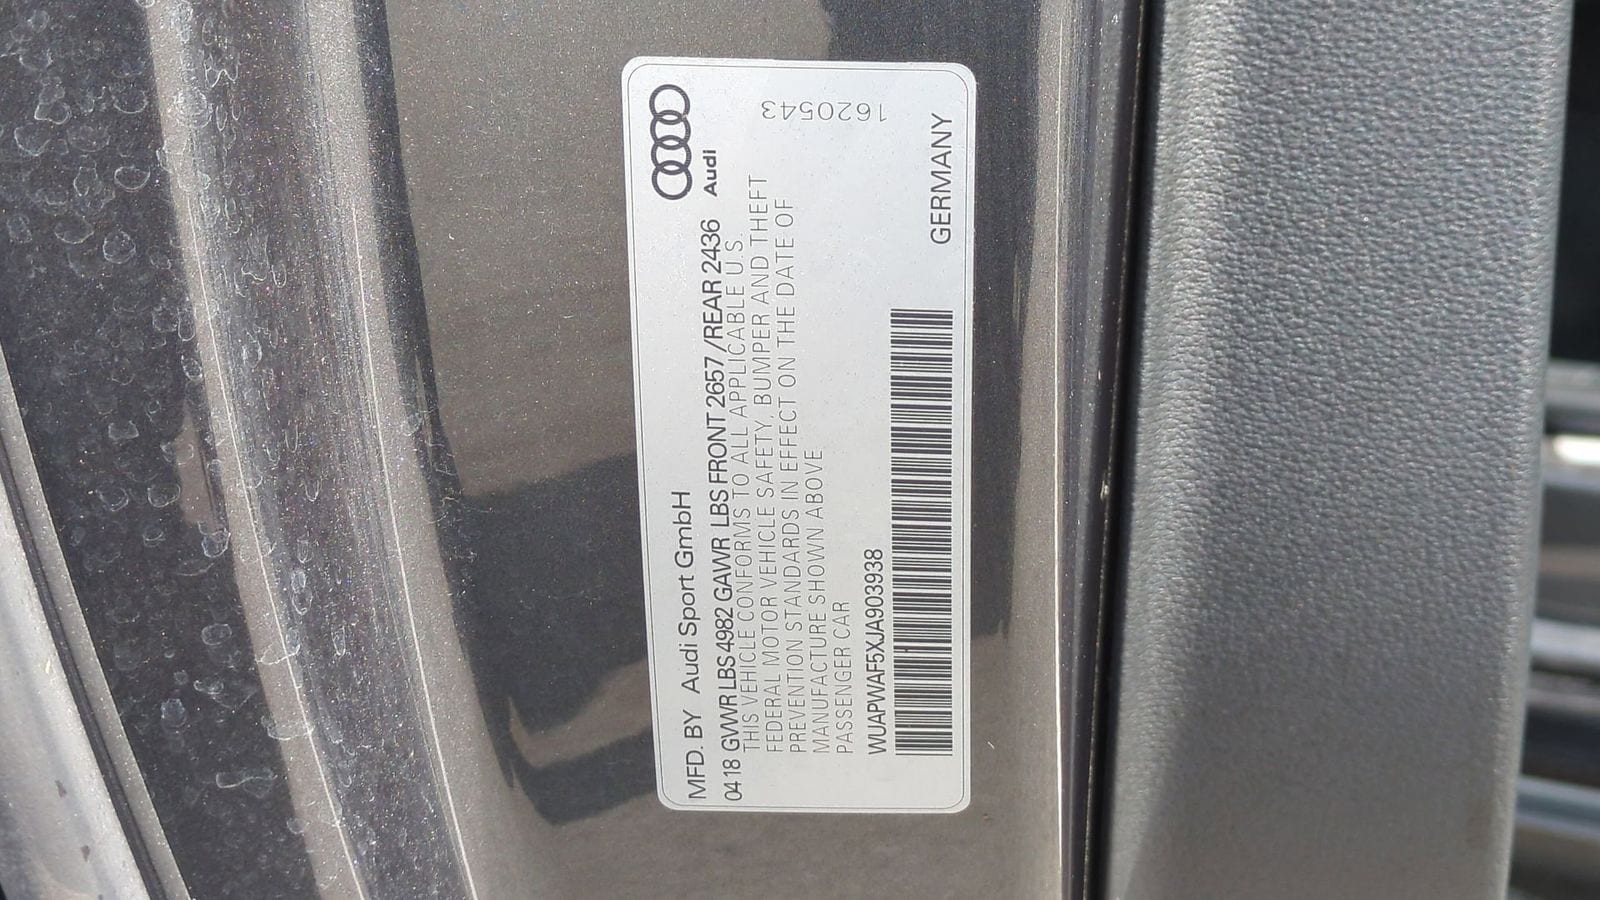 MFD. BY Audi Sport GmbH
Audi
0418 GVWR LBS 4982 GAWR LBS FRONT 2657/REAR 2436
THIS VEHICLE CONFORMS TO ALL APPLICABLE U.S.
FEDERAL MOTOR VEHICLE SAFETY, BUMPER AND THEFT
PREVENTION STANDARDS IN EFFECT ON THE DATE OF
MANUFACTURE SHOWN ABOVE
PASSENGER CAR
1620543
WUAPWAF5XJA903938
GERMANY